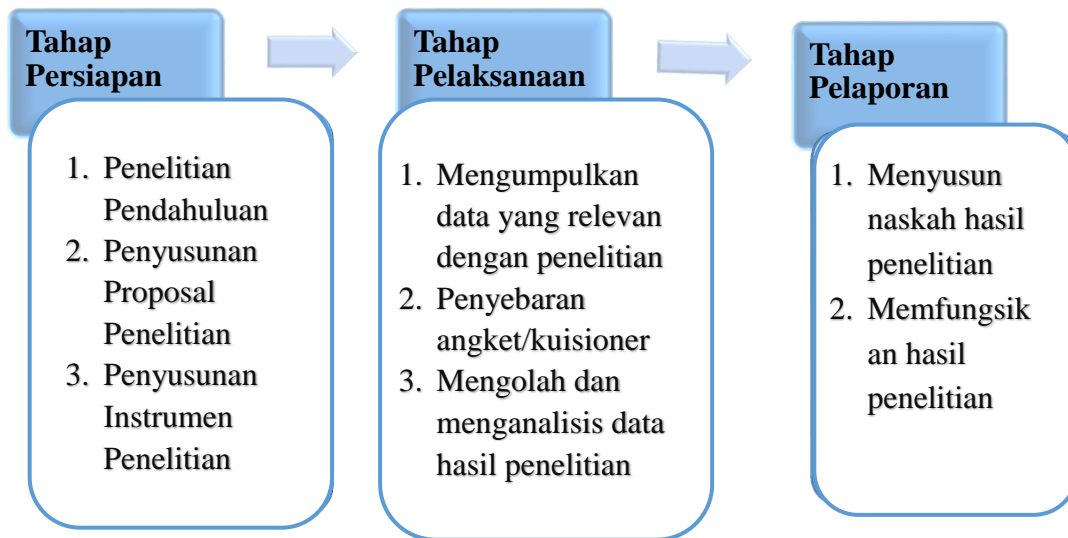 Tahap
Persiapan
1. Penelitian
Pendahuluan
2. Penyusunan
Proposal
Penelitian
3. Penyusunan
Instrumen
Penelitian
Tahap
Pelaksanaan
1. Mengumpulkan
data yang relevan
dengan penelitian
2. Penyebaran
angket/kuisioner
3. Mengolah dan
menganalisis data
hasil penelitian
Tahap
Pelaporan
1. Menyusun
naskah hasil
penelitian
2. Memfungsik
an hasil
penelitian